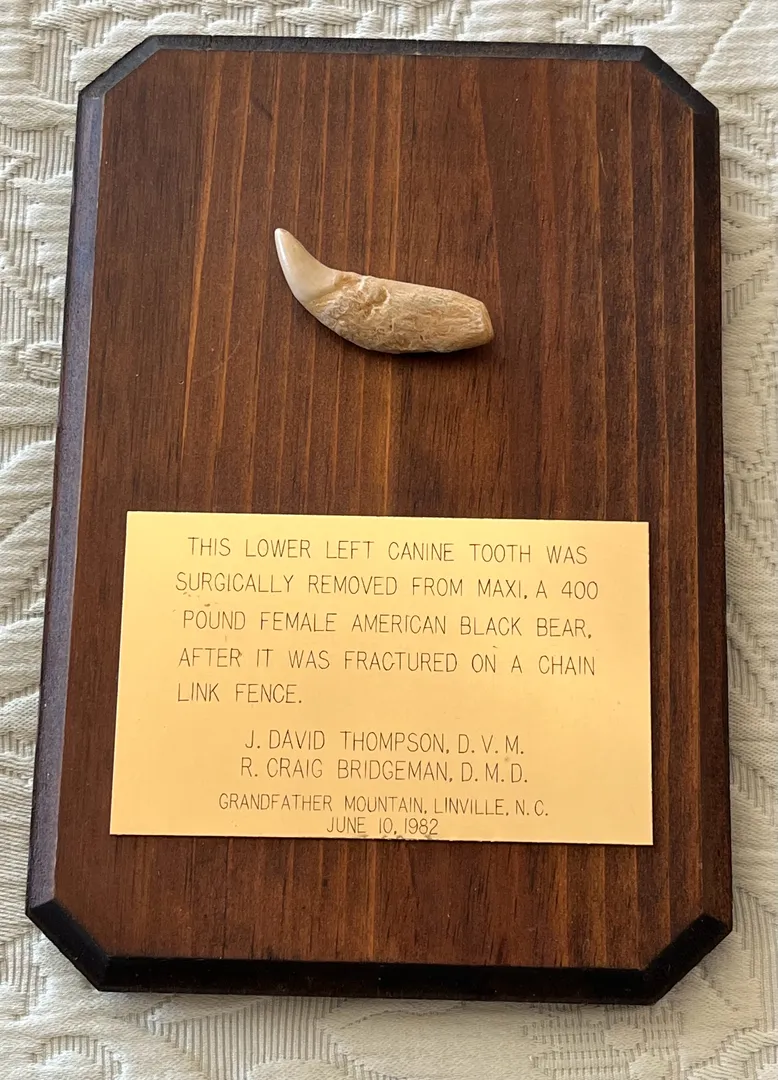 THIS LOWER LEFT CANINE TOOTH WAS
SURGICALLY REMOVED FROM MAXI, A 400
POUND FEMALE AMERICAN BLACK BEAR,
AFTER IT WAS FRACTURED ON A CHAIN
LINK FENCE.
J. DAVID THOMPSON, D. V. M.
R. CRAIG BRIDGEMAN, D. M. D.
GRANDFATHER MOUNTAIN, LINVILLE, N. C.
JUNE 10, 1982